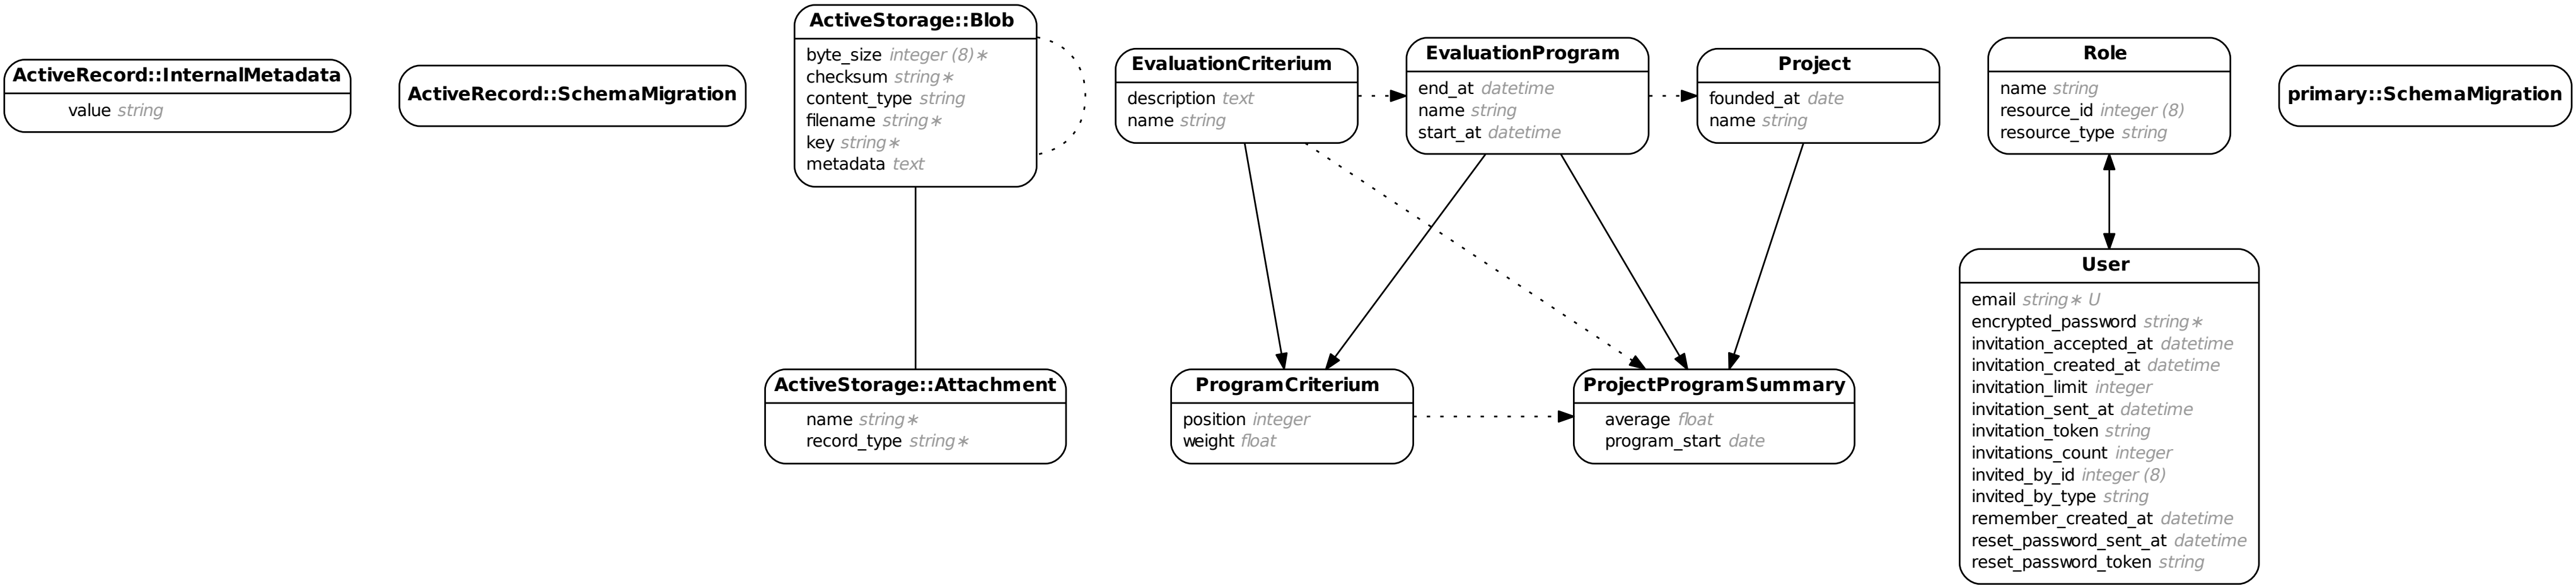 ActiveRecord::InternalMetadata
value string
ActiveRecord::SchemaMigration
ActiveStorage::Blob
byte_size integer (8)∗
checksum string∗
content_type string
filename string∗
key string∗
metadata text
EvaluationCriterium
description text
name string
EvaluationProgram
end_at datetime
name string
start_at datetime
Project
founded_at date
name string
Role
name string
resource_id integer (8)
resource_type string
primary::SchemaMigration
ActiveStorage::Attachment
name string∗
record_type string∗
ProgramCriterium
position integer
weight float
ProjectProgramSummary
average float
program_start date
User
email string∗ U
encrypted_password string∗
invitation_accepted_at datetime
invitation_created_at datetime
invitation_limit integer
invitation_sent_at datetime
invitation_token string
invitations_count integer
invited_by_id integer (8)
invited_by_type string
remember_created_at datetime
reset_password_sent_at datetime
reset_password_token string